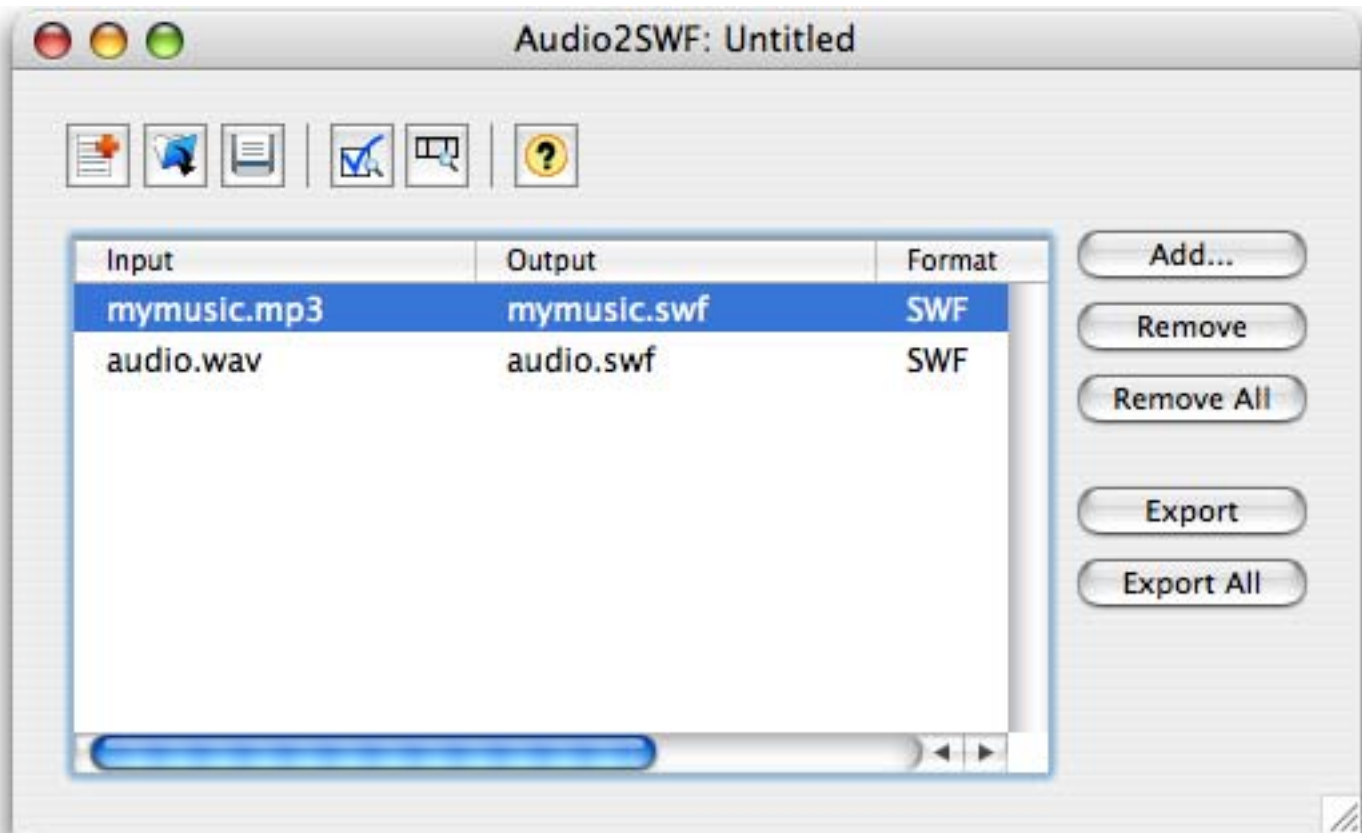 Audio2SWF: Untitled
Input Output Format
mymusic.mp3 mymusic.swf SWF
audio.wav audio.swf SWF
Add...
Remove
Remove All
Export
Export All